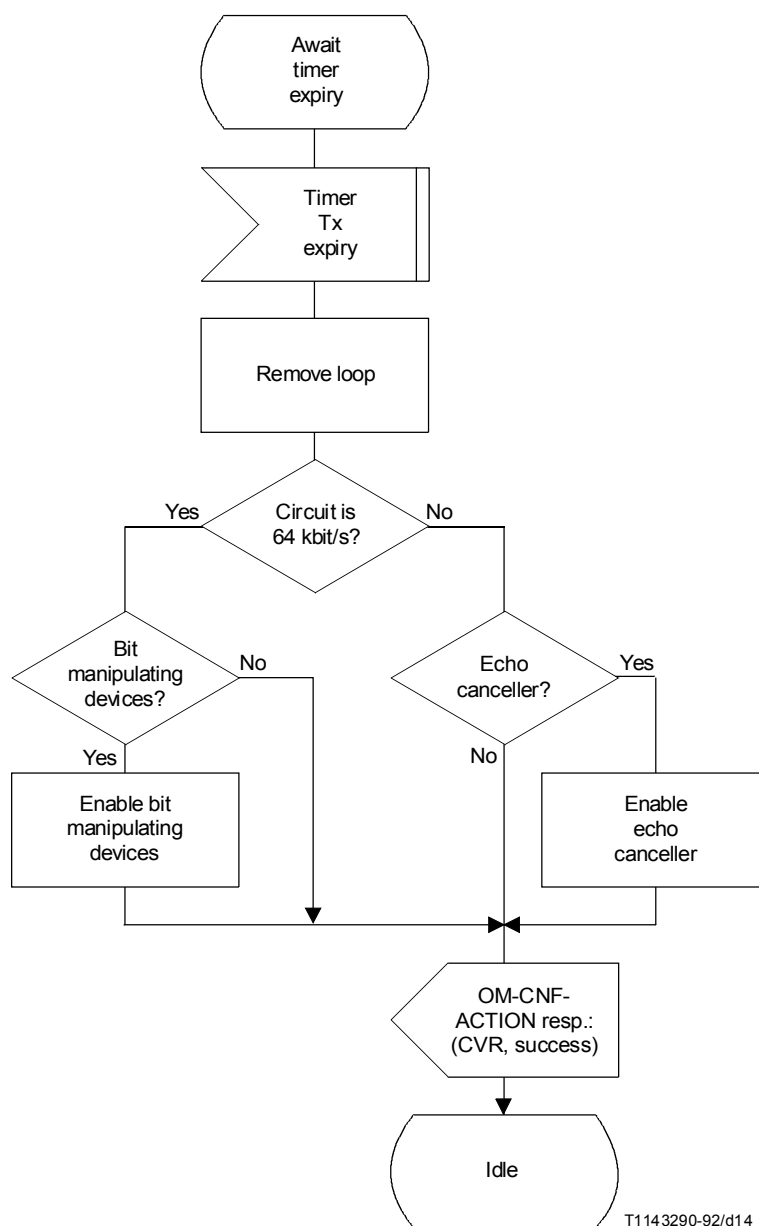 Await
timer
expiry
Timer
Tx
expiry
Remove loop
Yes
Circuit is
64 kbit/s?
No
Bit
manipulating
devices?
No
Yes
Echo
canceller?
Yes
No
Enable bit
manipulating
devices
Enable
echo
canceller
OM-CNF-
ACTION resp.:
(CVR, success)
Idle
T1143290-92/d14